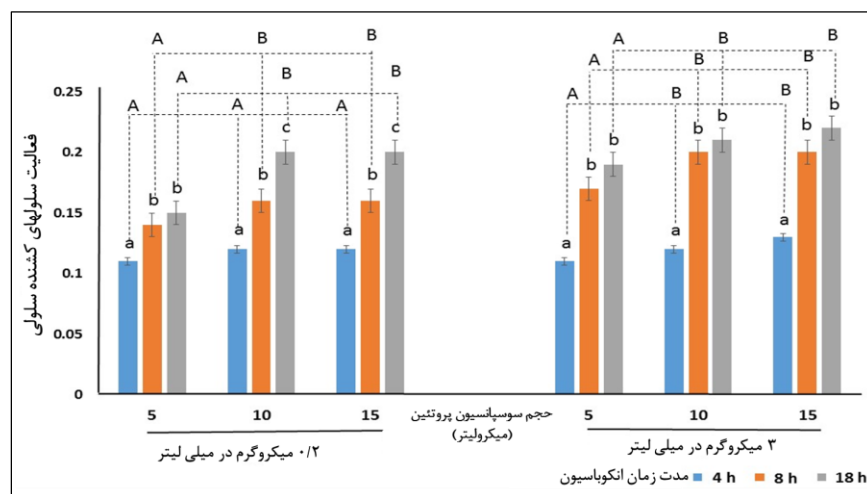 A B B
A B B
A A A
A B B
A B B
A B B
فعالیت سلولهای کشنده سلولی
0.25
0.2
0.15
0.1
0.05
0
a b b
a b c
a b c
a b b
a b b
a b b
5 10 15
حجم سوسپانسیون پروتئین
(میکرولیتر)
5 10 15
۰/۲ میکروگرم در میلی لیتر
۳ میکروگرم در میلی لیتر
مدت زمان انکوباسیون 4 h 8 h 18 h